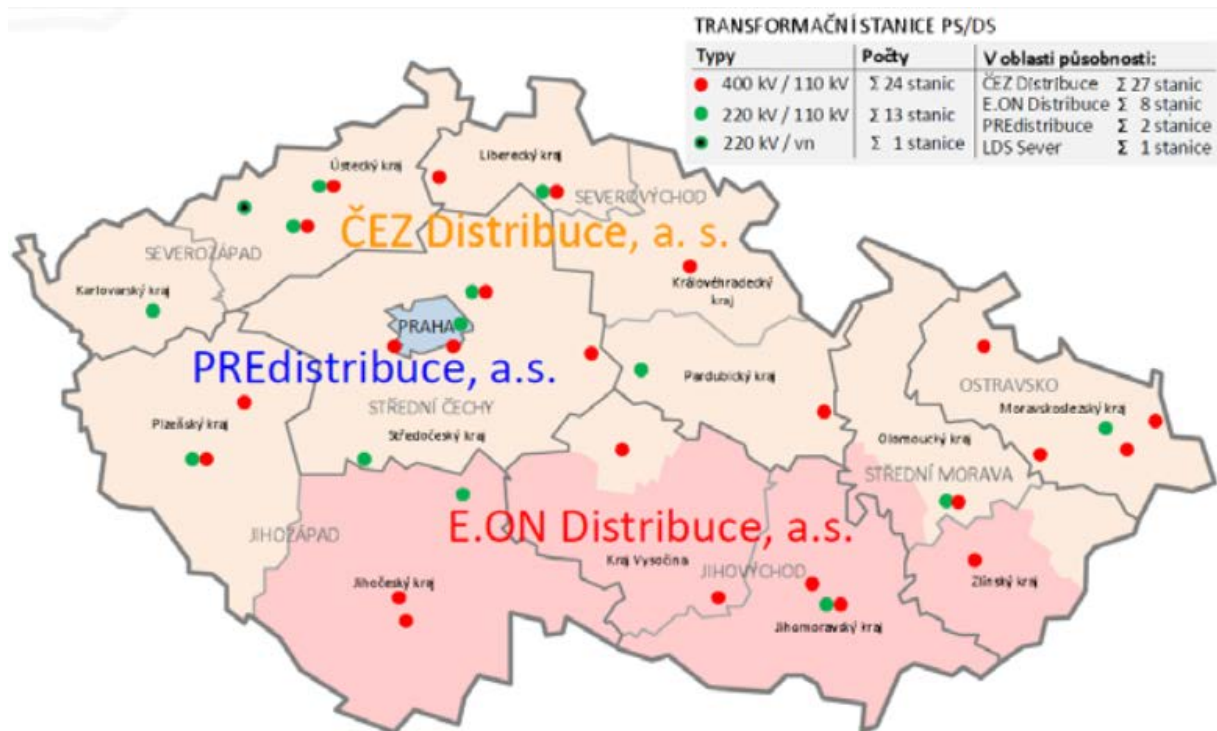 TRANSFORMAČNÍ STANICE PS/DS
Typy Počty V oblasti působnosti:
400 kV / 110 kV Σ 24 stanic ČEZ Distribuce Σ 27 stanic
220 kV / 110 kV Σ 13 stanic E.ON Distribuce Σ 8 stanic
220 kV / vn Σ 1 stanice PREdistribuce Σ 2 stanice
LDS Sever Σ 1 stanice
Liberecký kraj
Ústecký kraj
SEVEROVÝCHOD
ČEZ Distribuce, a. s.
SEVEROZÁPAD
Karlovarský kraj
Královéhradecký
kraj
PRAHA
PREdistribuce, a.s.
Pardubický kraj
OSTRAVSKO
STŘEDNÍ ČECHY
Moravskoslezský kraj
Plzeňský kraj
Středočeský kraj
Olomoucký kraj
STŘEDNÍ MORAVA
JIHOZÁPAD
E.ON Distribuce, a.s.
Kraj Vysočina
JIHOVÝCHOD
Jihočeský kraj
Zlínský kraj
Jihomoravský kraj